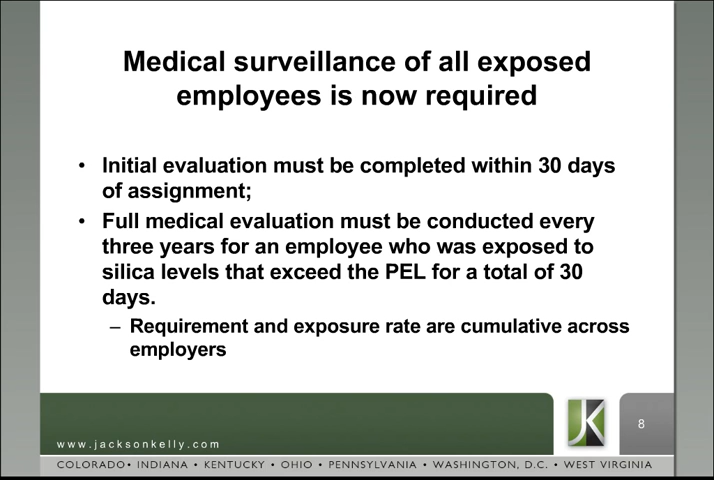 Medical surveillance of all exposed
employees is now required
• Initial evaluation must be completed within 30 days
of assignment;
• Full medical evaluation must be conducted every
three years for an employee who was exposed to
silica levels that exceed the PEL for a total of 30
days.
– Requirement and exposure rate are cumulative across
employers
JK
8
www.jacksonkelly.com
COLORADO • INDIANA • KENTUCKY • OHIO • PENNSYLVANIA • WASHINGTON, D.C. • WEST VIRGINIA